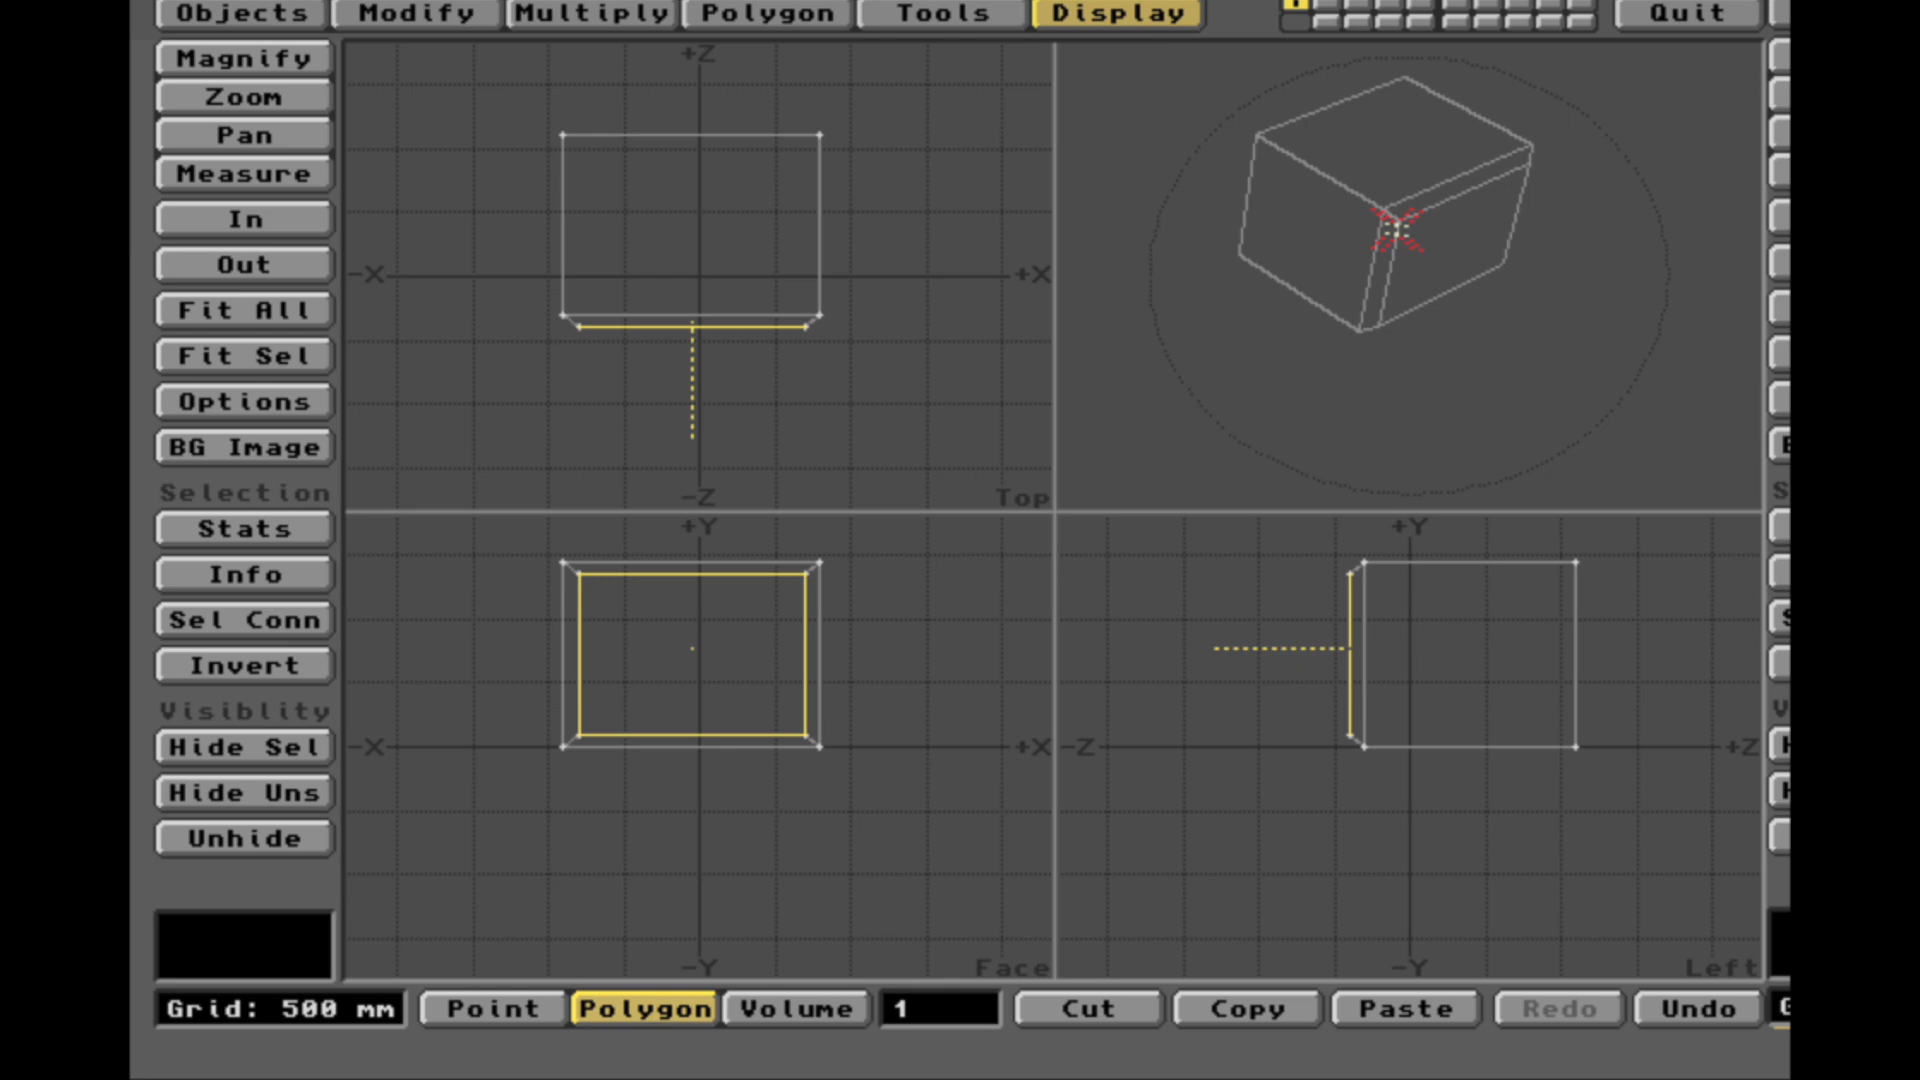 Objects Modify Multiply Polygon Tools Display Quit
Magnify
Zoom
Pan
Measure
In
Out
Fit All
Fit Sel
Options
BG Image
Selection
Stats
Info
Sel Conn
Invert
Visiblity
Hide Sel
Hide Uns
Unhide
+Z
-X +X
-Z Top
+Y
-X +X
-Y Face
+Y
-Z +Z
-Y Left
Grid: 500 mm Point Polygon Volume 1 Cut Copy Paste Redo Undo